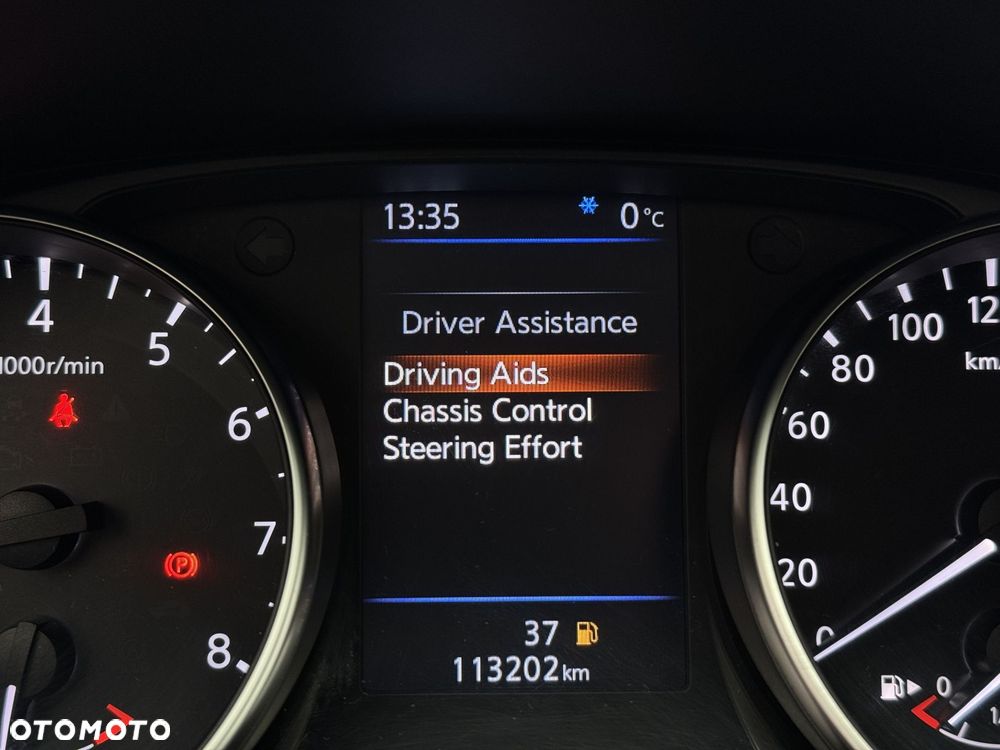 13:35 0°C
Driver Assistance
Driving Aids
Chassis Control
Steering Effort
37
113202km
4
5
6
7
8
1000r/min
P
100
80
60
40
20
0
0
OTOMOTO